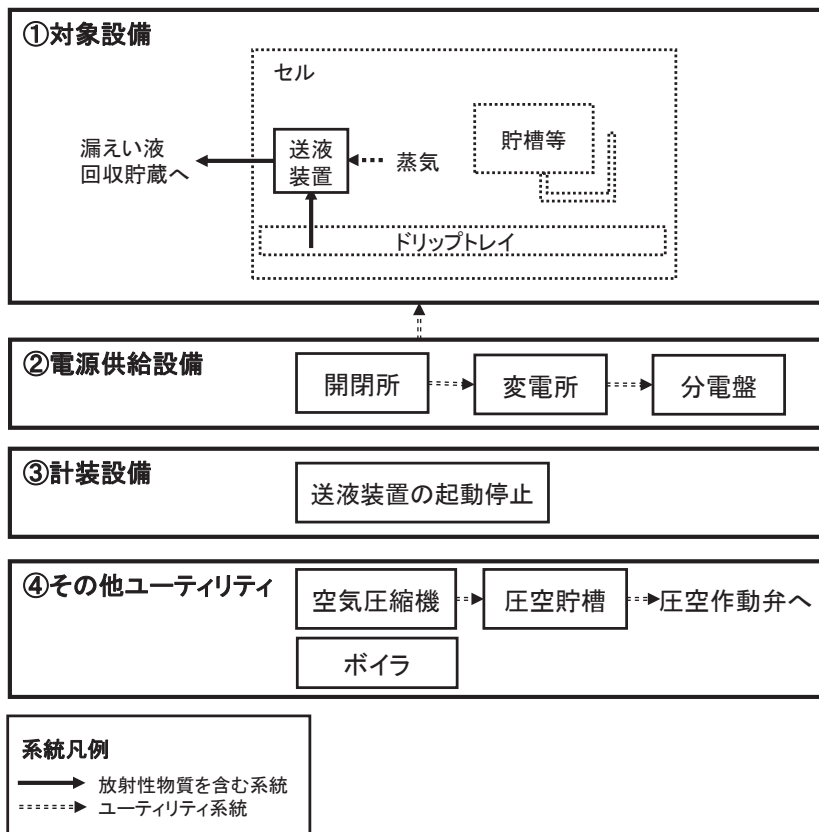 ①対象設備
セル
漏えい液
回収貯蔵へ
送液
装置
蒸気
貯槽等
ドリップトレイ
②電源供給設備
開閉所
変電所
分電盤
③計装設備
送液装置の起動停止
④その他ユーティリティ
空気圧縮機
圧空貯槽
圧空作動弁へ
ボイラ
系統凡例
放射性物質を含む系統
ユーティリティ系統